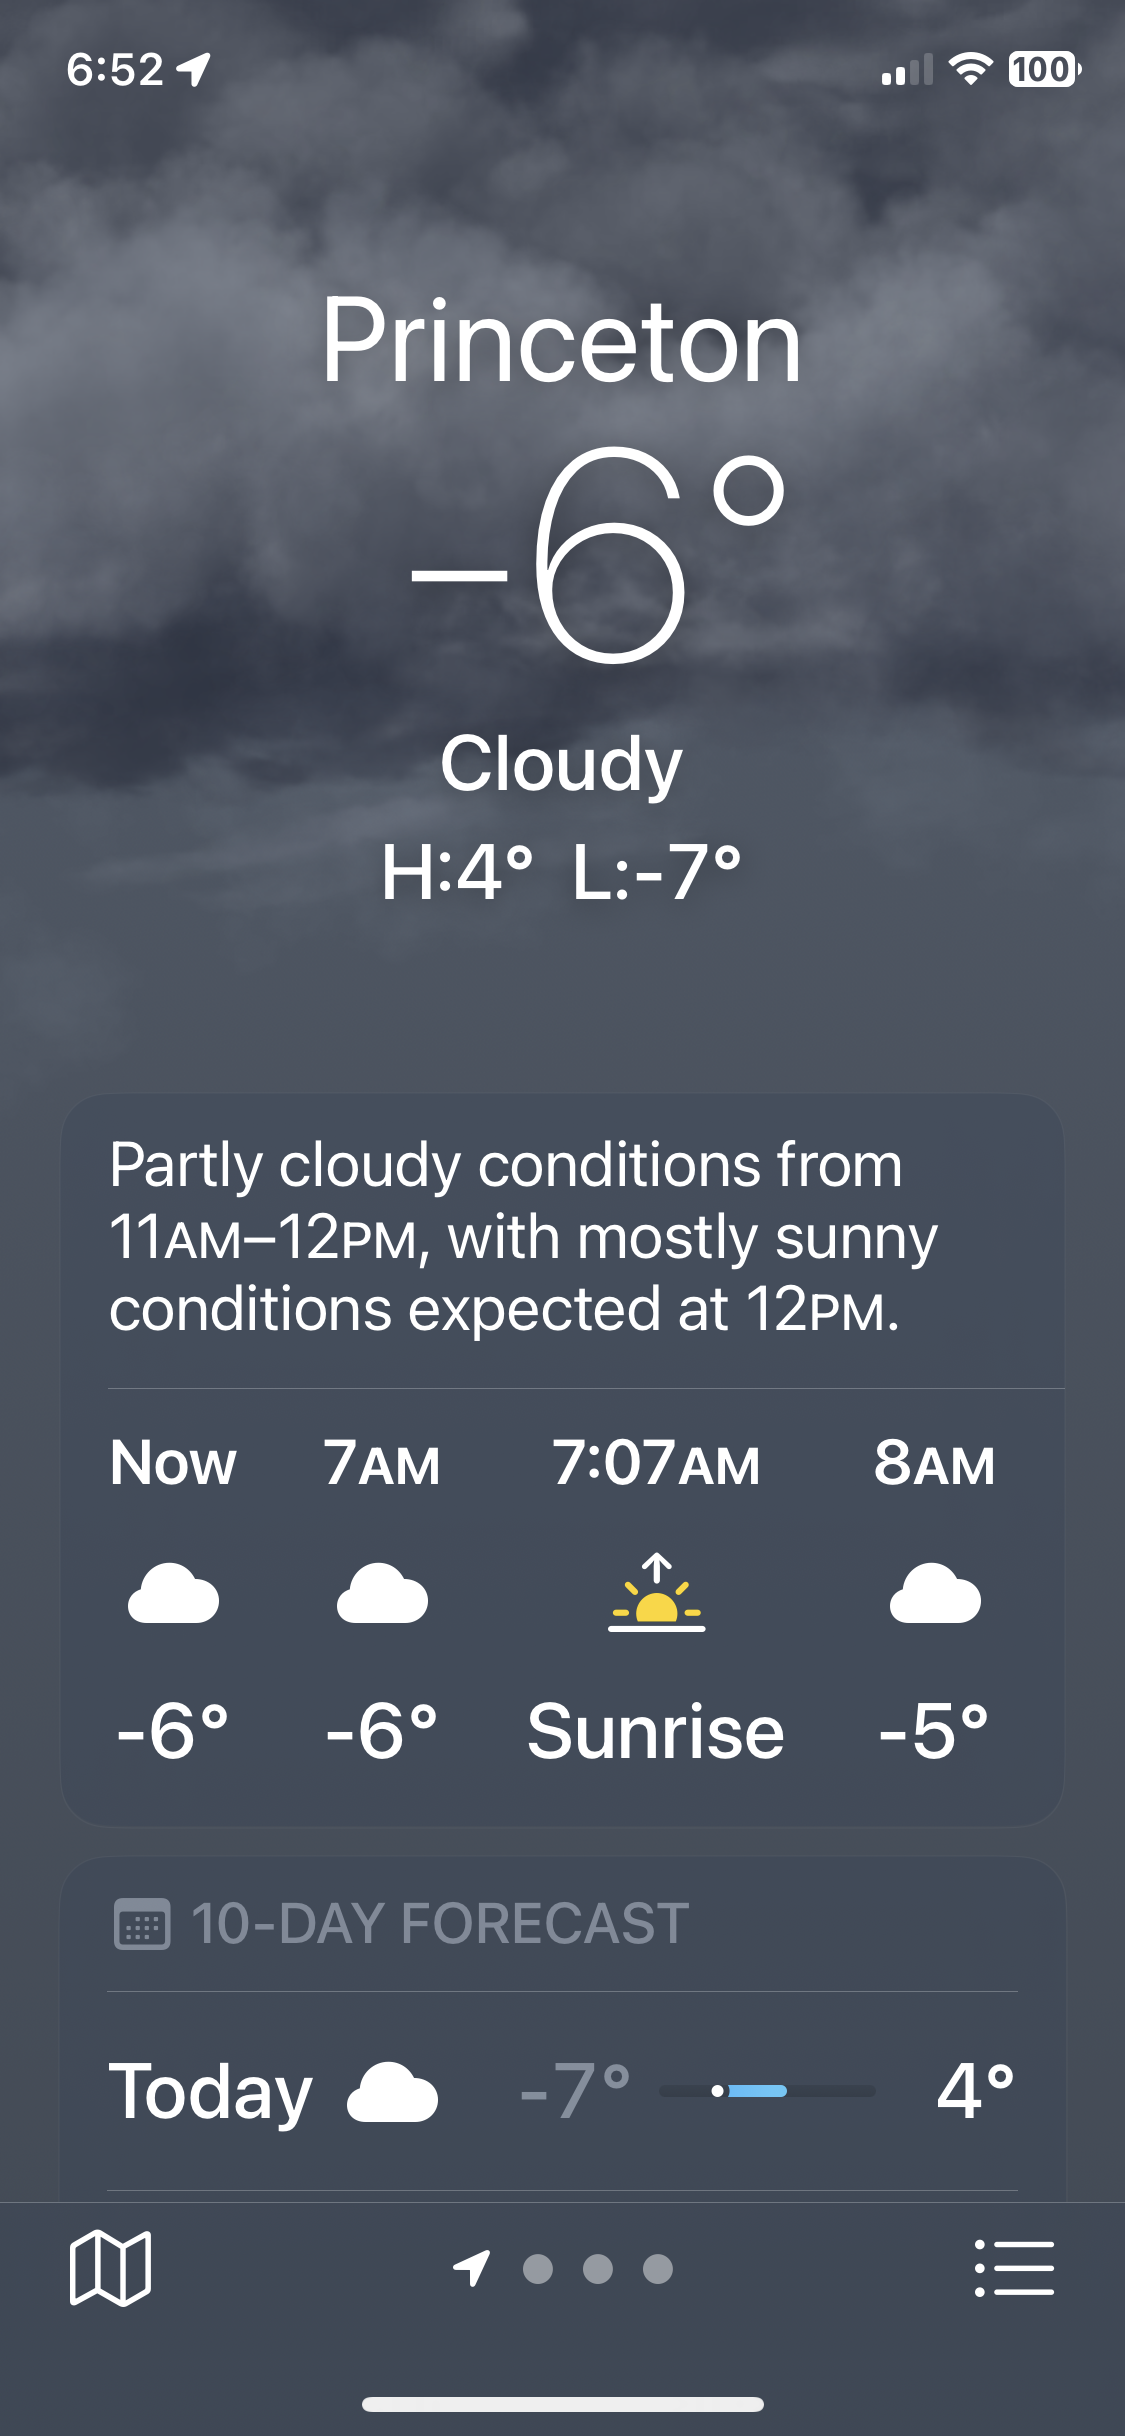 6:52
100
Princeton
-6°
Cloudy
H:4° L:-7°
Partly cloudy conditions from
11AM–12PM, with mostly sunny
conditions expected at 12PM.
Now 7AM 7:07AM 8AM
-6° -6° Sunrise -5°
10-DAY FORECAST
Today -7° 4°